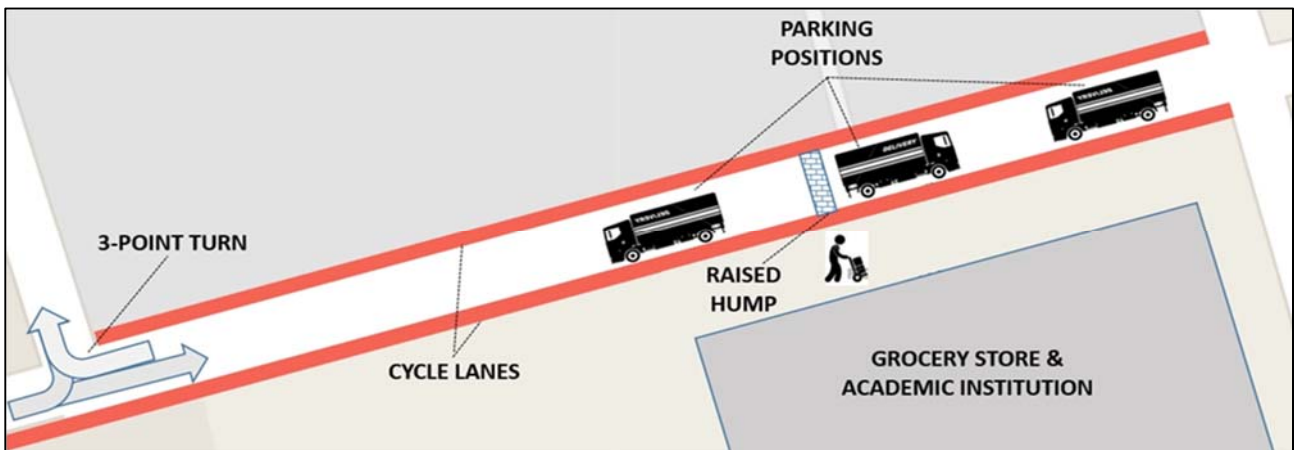 PARKING
POSITIONS
DELIVERY
3-POINT TURN
RAISED
HUMP
CYCLE LANES
GROCERY STORE &
ACADEMIC INSTITUTION